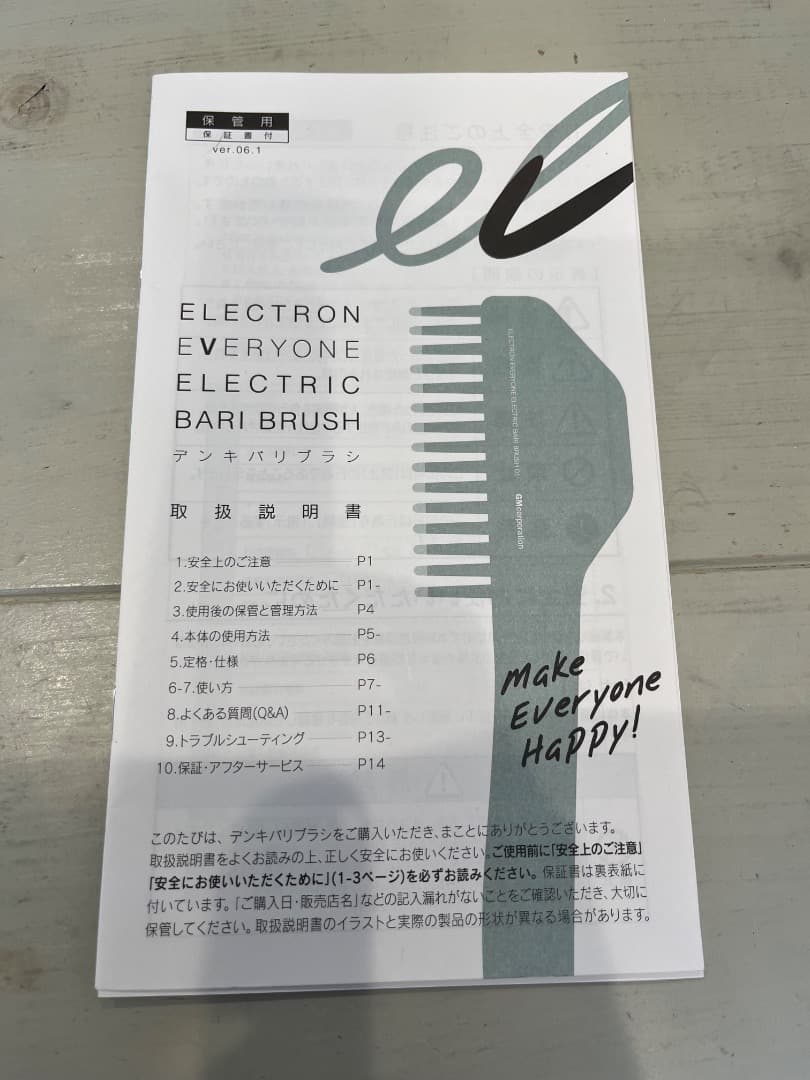 保管用
保証書付
ver.06.1
ELECTRON
EVERYONE
ELECTRIC
BARI BRUSH
デンキバリブラシ
取扱説明書
1.安全上のご注意 P1
2.安全にお使いいただくために P1-
3.使用後の保管と管理方法 P4
4.本体の使用方法 P5-
5.定格・仕様 P6
6-7.使い方 P7-
8.よくある質問(Q&A) P11-
9.トラブルシューティング P13-
10.保証・アフターサービス P14
ELECTRON EVERYONE ELECTRIC BARI BRUSH
GMcorporation
Make
Everyone
Happy!
このたびは、デンキバリブラシをご購入いただき、まことにありがとうございます。
取扱説明書をよくお読みの上、正しく安全にお使いください。ご使用前に「安全上のご注意」
「安全にお使いいただくために」(1-3ページ)を必ずお読みください。保証書は裏表紙に
付いています。「ご購入日・販売店名」などの記入漏れがないことをご確認いただき、大切に
保管してください。取扱説明書のイラストと実際の製品の形状が異なる場合があります。